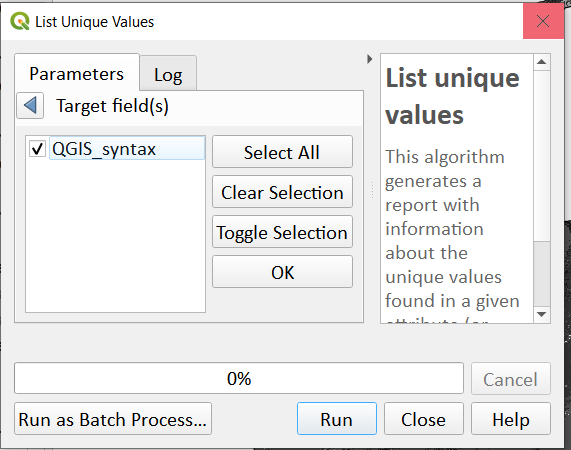 List Unique Values
Parameters
Log
Target field(s)
QGIS_syntax
Select All
Clear Selection
Toggle Selection
OK
List unique
values
This algorithm
generates a
report with
information
about the
unique values
found in a given
attribute (or
0%
Cancel
Run as Batch Process...
Run
Close
Help